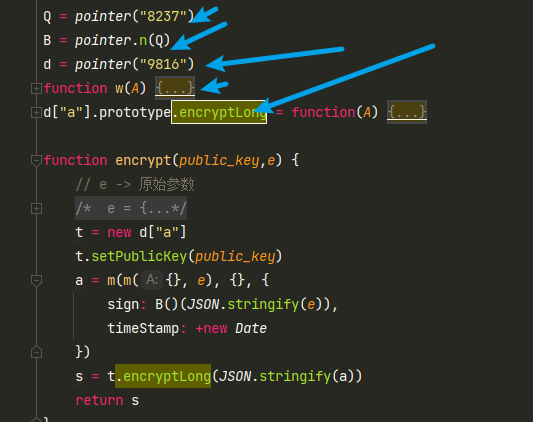 Q = pointer("8237")
B = pointer.n(Q)
d = pointer("9816")
function w(A) {...}
d["a"].prototype.encryptLong = function(A) {...}
function encrypt(public_key,e) {
// e -> 原始参数
/*  e = {...*/
t = new d["a"]
t.setPublicKey(public_key)
a = m(m( A: {}, e), {}, {
sign: B()(JSON.stringify(e)),
timeStamp: +new Date
})
s = t.encryptLong(JSON.stringify(a))
return s